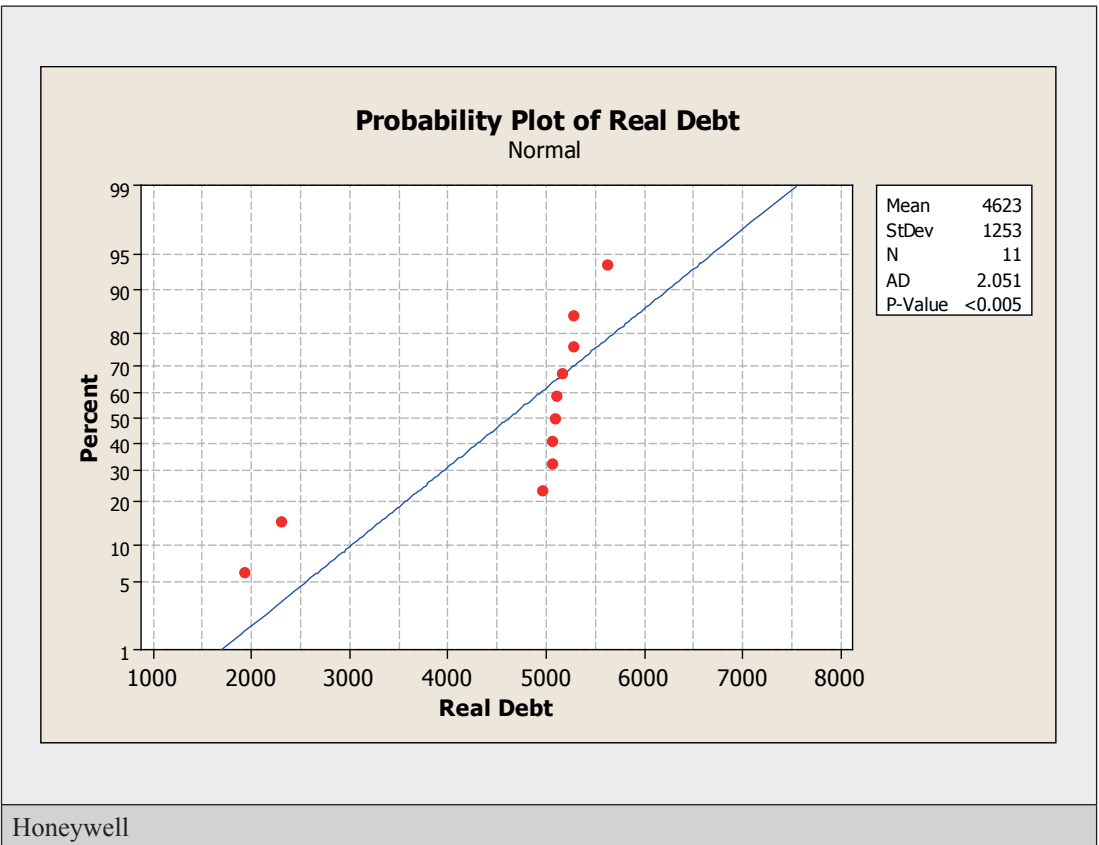 Probability Plot of Real Debt
Normal
99
95
90
80
70
60
50
40
30
20
10
5
1
Percent
1000 2000 3000 4000 5000 6000 7000 8000
Real Debt
Mean 4623
StDev 1253
N 11
AD 2.051
P-Value <0.005
Honeywell